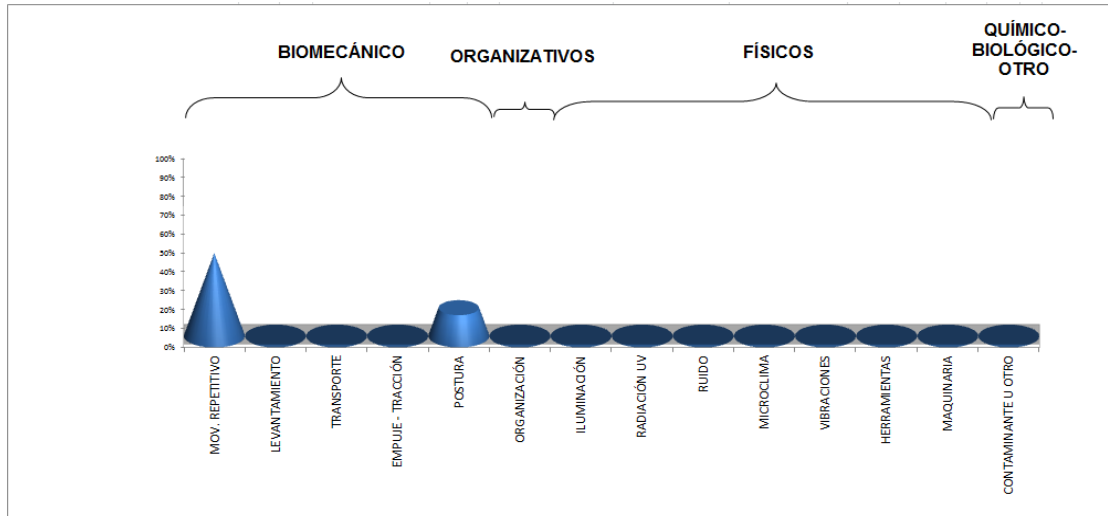 BIOMECÁNICO
ORGANIZATIVOS
FÍSICOS
QUÍMICO-
BIOLÓGICO-
OTRO
100%
90%
80%
70%
60%
50%
40%
30%
20%
10%
0%
MOV. REPETITIVO
LEVANTAMIENTO
TRANSPORTE
EMPUJE - TRACCIÓN
POSTURA
ORGANIZACIÓN
ILUMINACIÓN
RADIACIÓN UV
RUIDO
MICROCLIMA
VIBRACIONES
HERRAMIENTAS
MAQUINARIA
CONTAMINANTE U OTRO